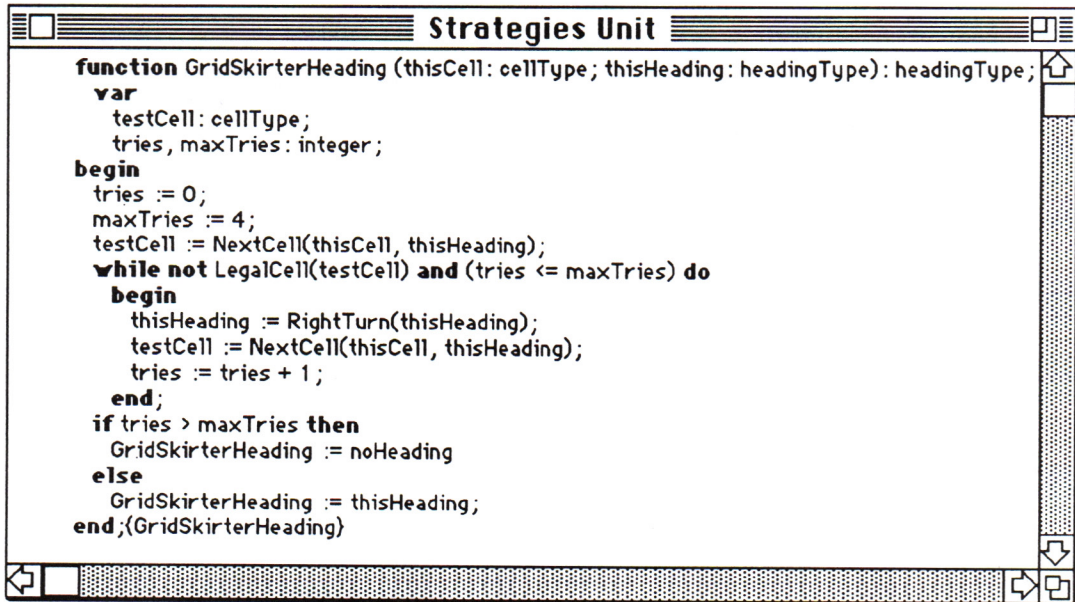 Strategies Unit
function GridSkirterHeading (thisCell: cellType; thisHeading: headingType): headingType;
var
testCell: cellType;
tries, maxTries: integer;
begin
tries := 0;
maxTries := 4;
testCell := NextCell(thisCell, thisHeading);
while not LegalCell(testCell) and (tries <= maxTries) do
begin
thisHeading := RightTurn(thisHeading);
testCell := NextCell(thisCell, thisHeading);
tries := tries + 1;
end;
if tries > maxTries then
GridSkirterHeading := noHeading
else
GridSkirterHeading := thisHeading;
end;{GridSkirterHeading}